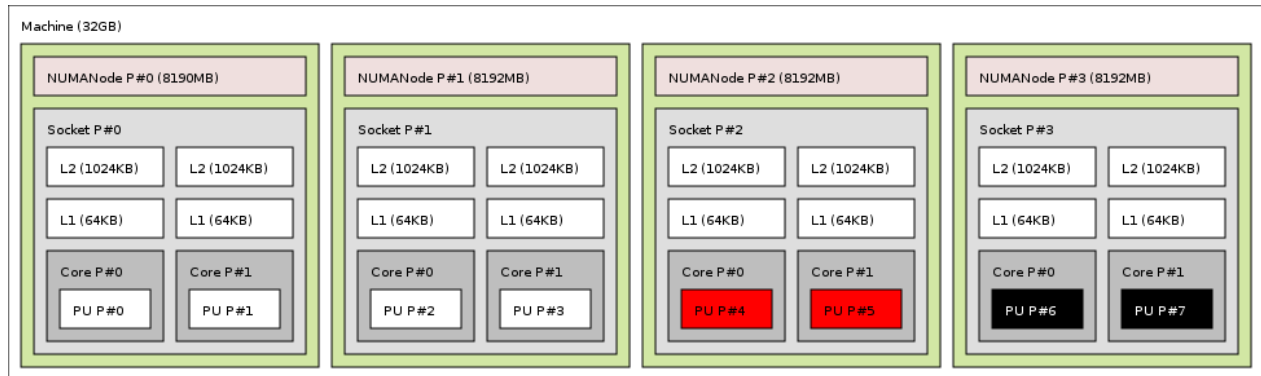 Machine (32GB)
NUMANode P#0 (8190MB)
Socket P#0
L2 (1024KB) L2 (1024KB)
L1 (64KB) L1 (64KB)
Core P#0 Core P#1
PU P#0 PU P#1
NUMANode P#1 (8192MB)
Socket P#1
L2 (1024KB) L2 (1024KB)
L1 (64KB) L1 (64KB)
Core P#0 Core P#1
PU P#2 PU P#3
NUMANode P#2 (8192MB)
Socket P#2
L2 (1024KB) L2 (1024KB)
L1 (64KB) L1 (64KB)
Core P#0 Core P#1
PU P#4 PU P#5
NUMANode P#3 (8192MB)
Socket P#3
L2 (1024KB) L2 (1024KB)
L1 (64KB) L1 (64KB)
Core P#0 Core P#1
PU P#6 PU P#7